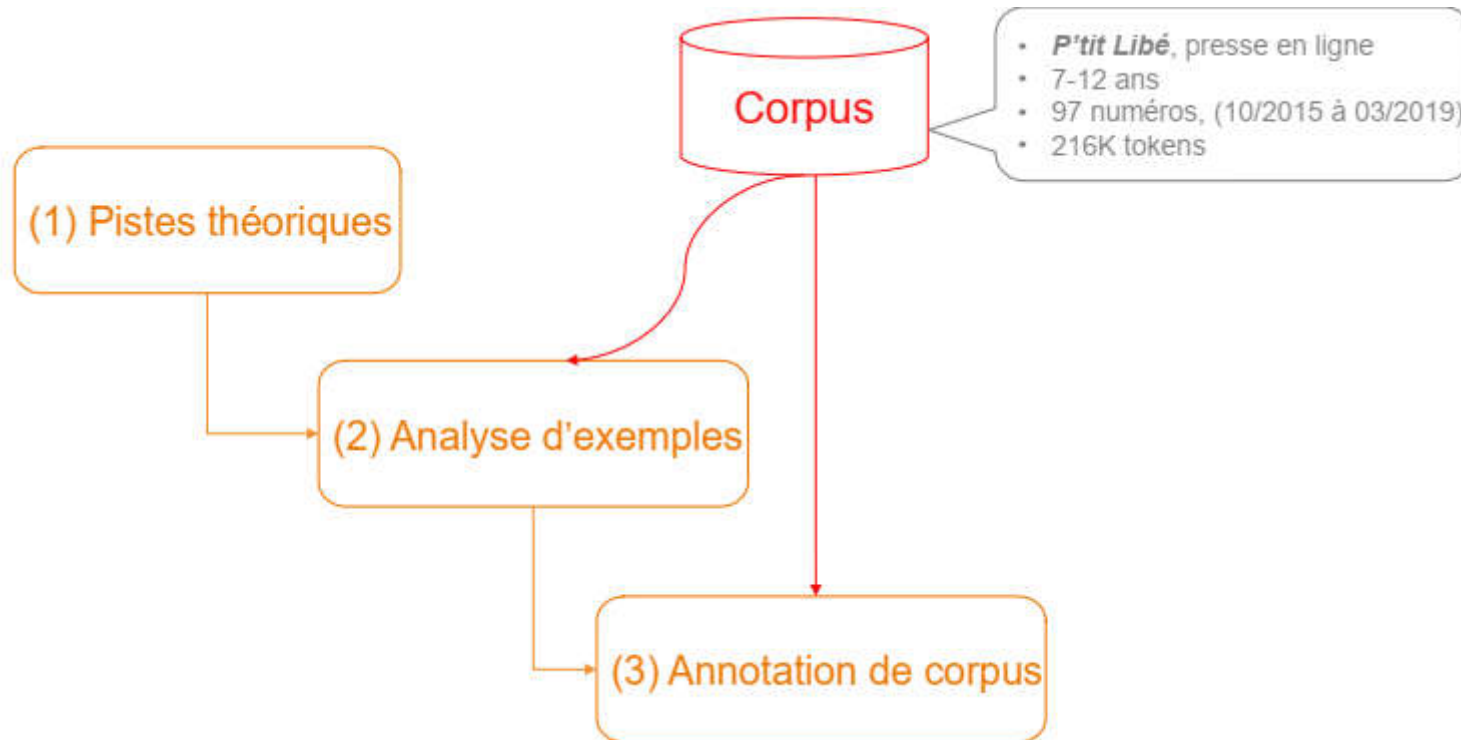 Corpus
• P'tit Libé, presse en ligne
• 7-12 ans
• 97 numéros, (10/2015 à 03/2019)
• 216K tokens
(1) Pistes théoriques
(2) Analyse d'exemples
(3) Annotation de corpus